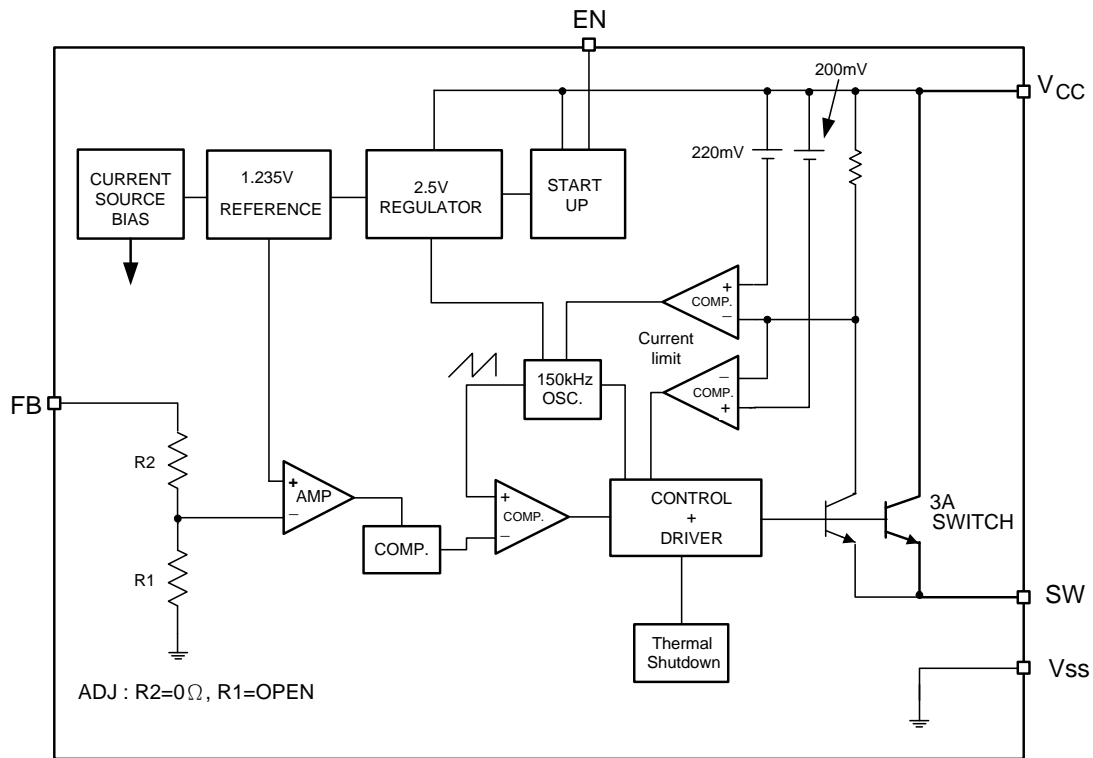 EN
200mV
VCC
220mV
CURRENT
SOURCE
BIAS
1.235V
REFERENCE
2.5V
REGULATOR
START
UP
+
COMP.
−
Current
limit
−
COMP.
+
150kHz
OSC.
FB
R2
+
AMP
−
COMP.
+
COMP.
−
CONTROL
+
DRIVER
3A
SWITCH
R1
SW
Thermal
Shutdown
Vss
ADJ : R2=0Ω, R1=OPEN